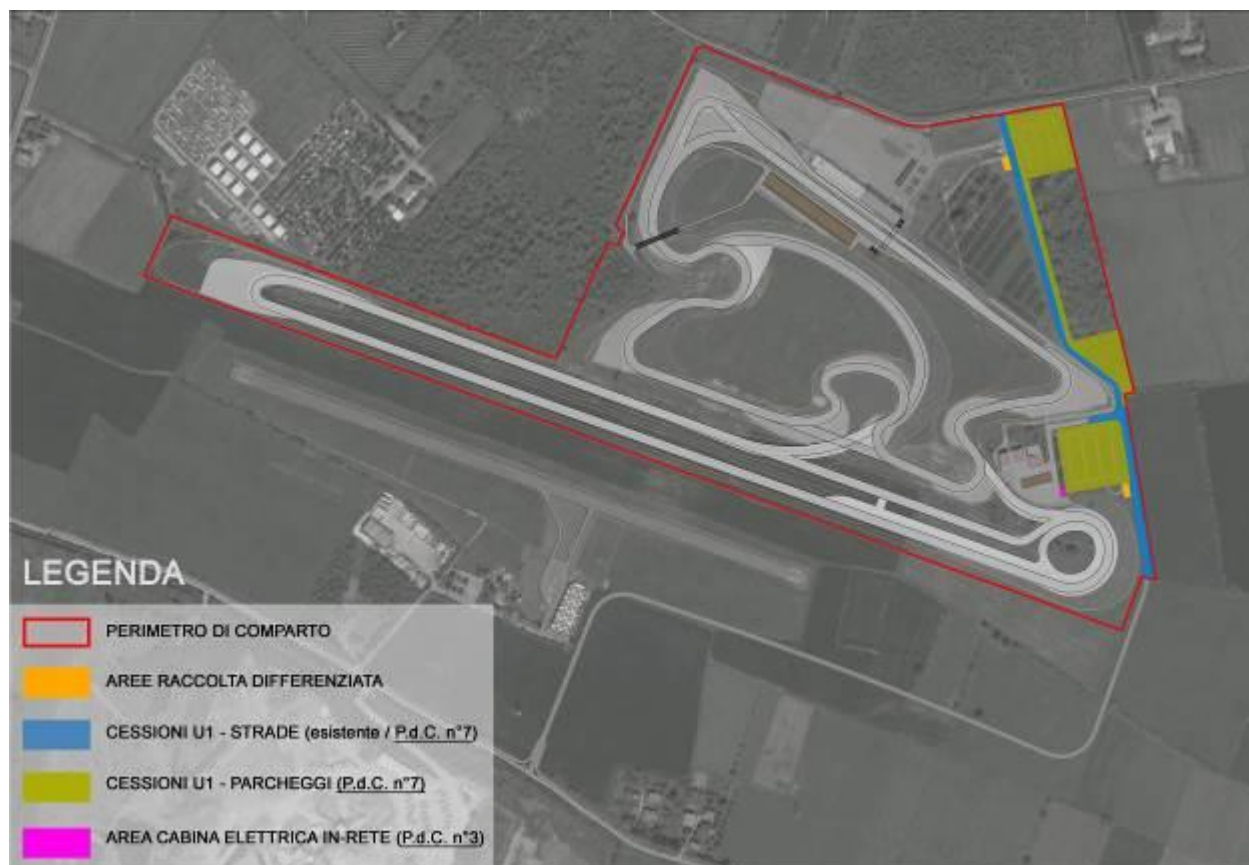 LEGENDA
PERIMETRO DI COMPARTO
AREE RACCOLTA DIFFERENZIATA
CESSIONI U1 - STRADE (esistente / P.d.C. n°7)
CESSIONI U1 - PARCHEGGI (P.d.C. n°7)
AREA CABINA ELETTRICA IN-RETE (P.d.C. n°3)